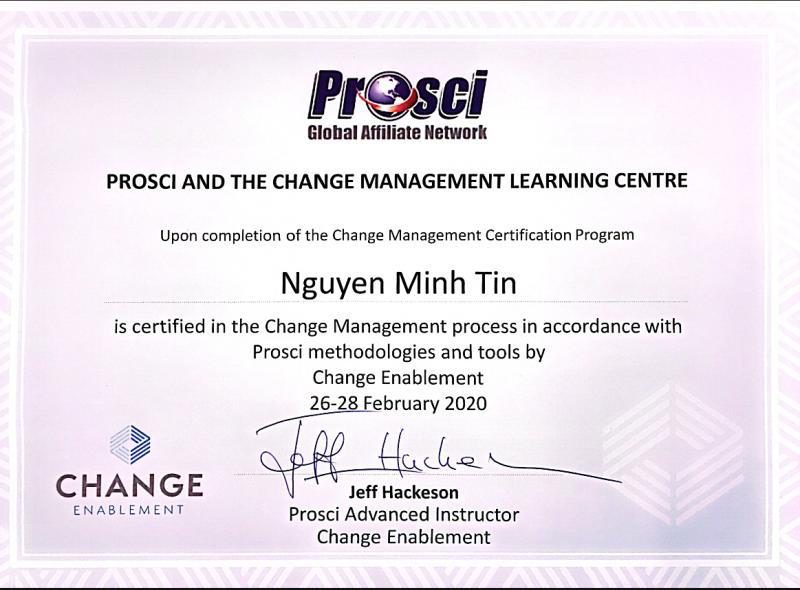 Prosci
Global Affiliate Network
PROSCI AND THE CHANGE MANAGEMENT LEARNING CENTRE
Upon completion of the Change Management Certification Program
Nguyen Minh Tin
is certified in the Change Management process in accordance with
Prosci methodologies and tools by
Change Enablement
26-28 February 2020
Jeff Hackeson
Jeff Hackeson
Prosci Advanced Instructor
Change Enablement
CHANGE
ENABLEMENT